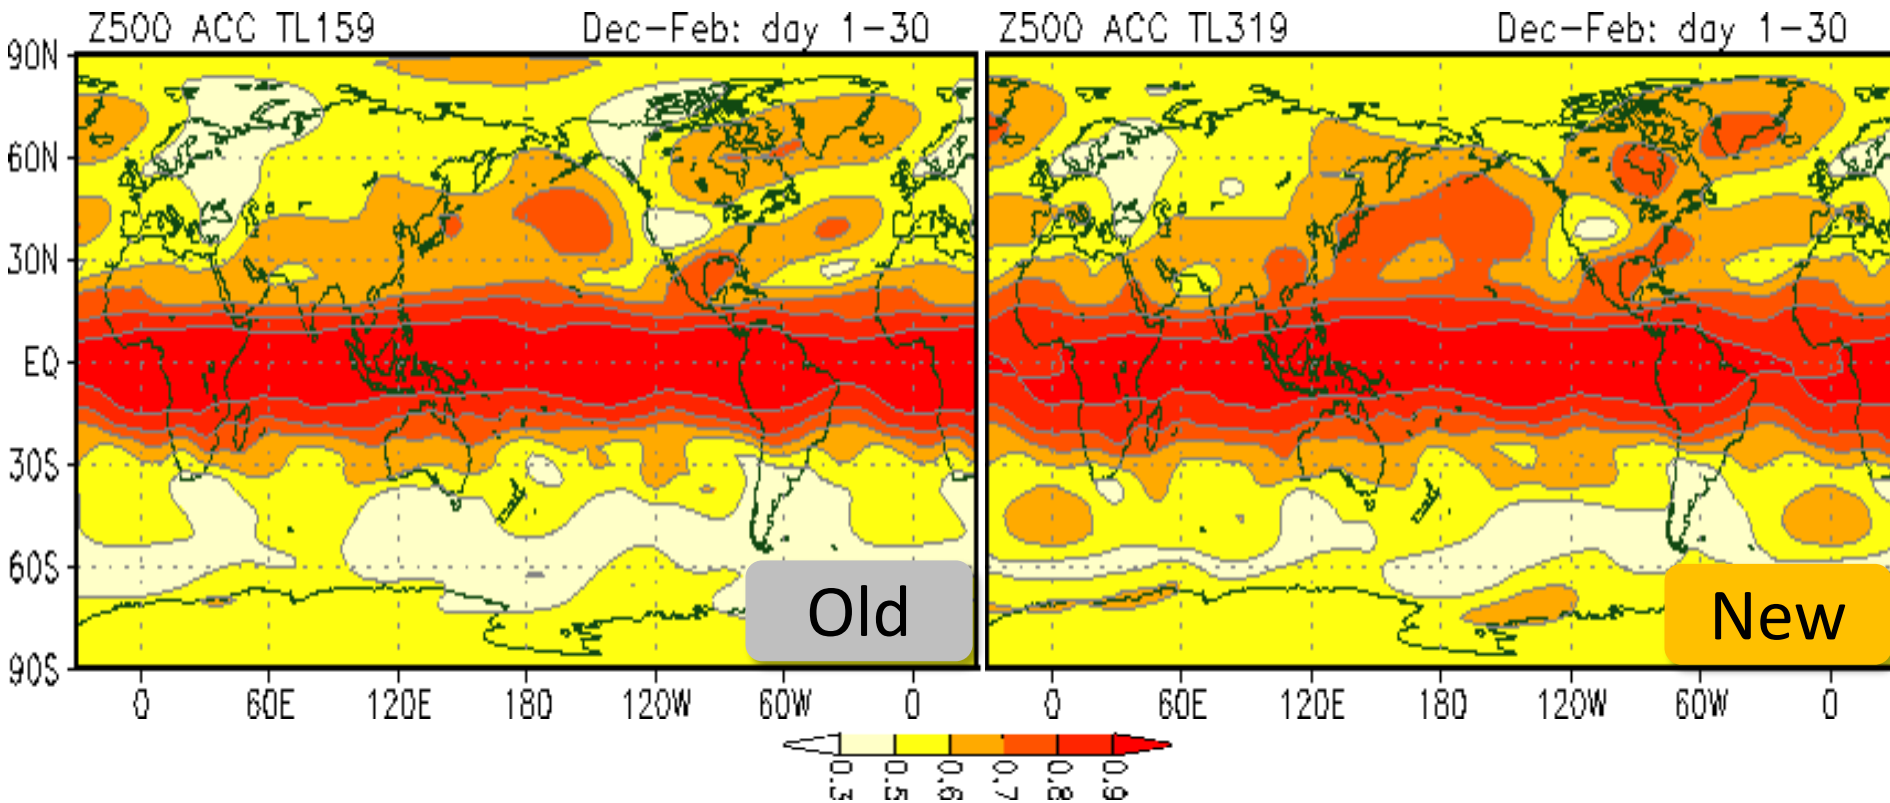 Z500 ACC TL159 Dec-Feb: day 1-30
Z500 ACC TL319 Dec-Feb: day 1-30
90N
60N
30N
EQ
30S
60S
90S
Old
New
0 60E 120E 180 120W 60W 0
0 60E 120E 180 120W 60W 0
0.3 0.5 0.6 0.7 0.8 0.9